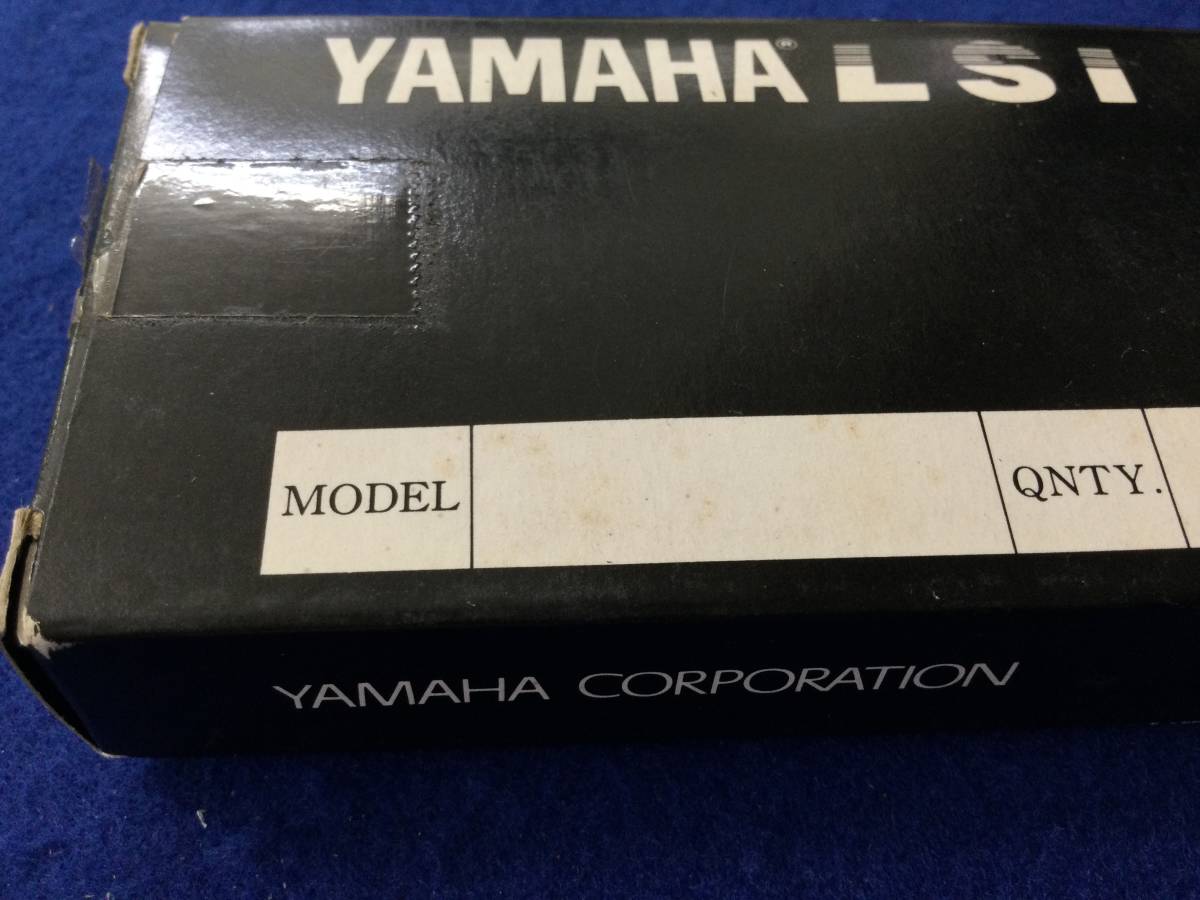 YAMAHA® LSI
MODEL QNTY.
YAMAHA CORPORATION